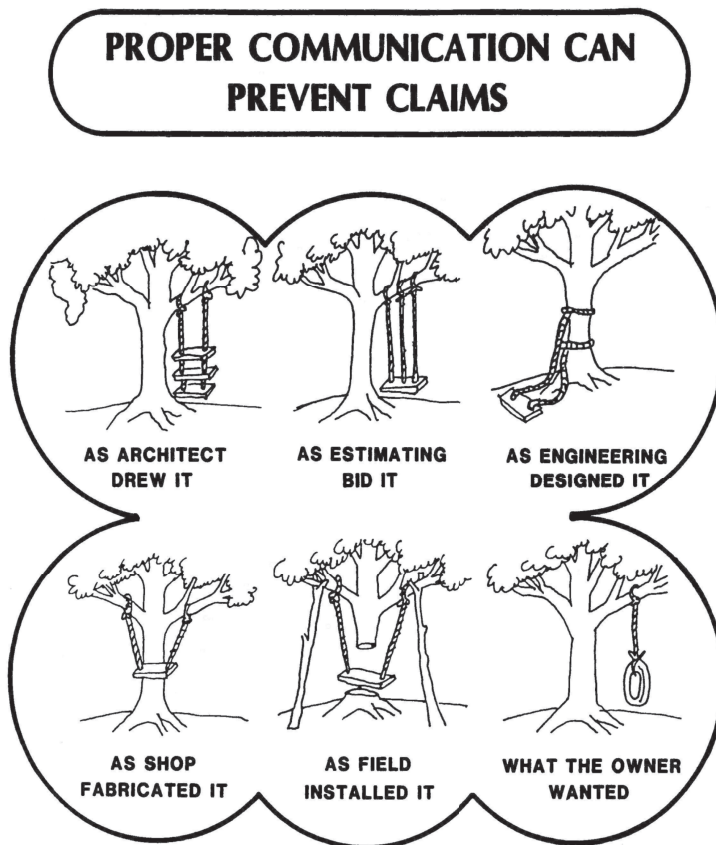 PROPER COMMUNICATION CAN
PREVENT CLAIMS
AS ARCHITECT
DREW IT
AS ESTIMATING
BID IT
AS ENGINEERING
DESIGNED IT
AS SHOP
FABRICATED IT
AS FIELD
INSTALLED IT
WHAT THE OWNER
WANTED